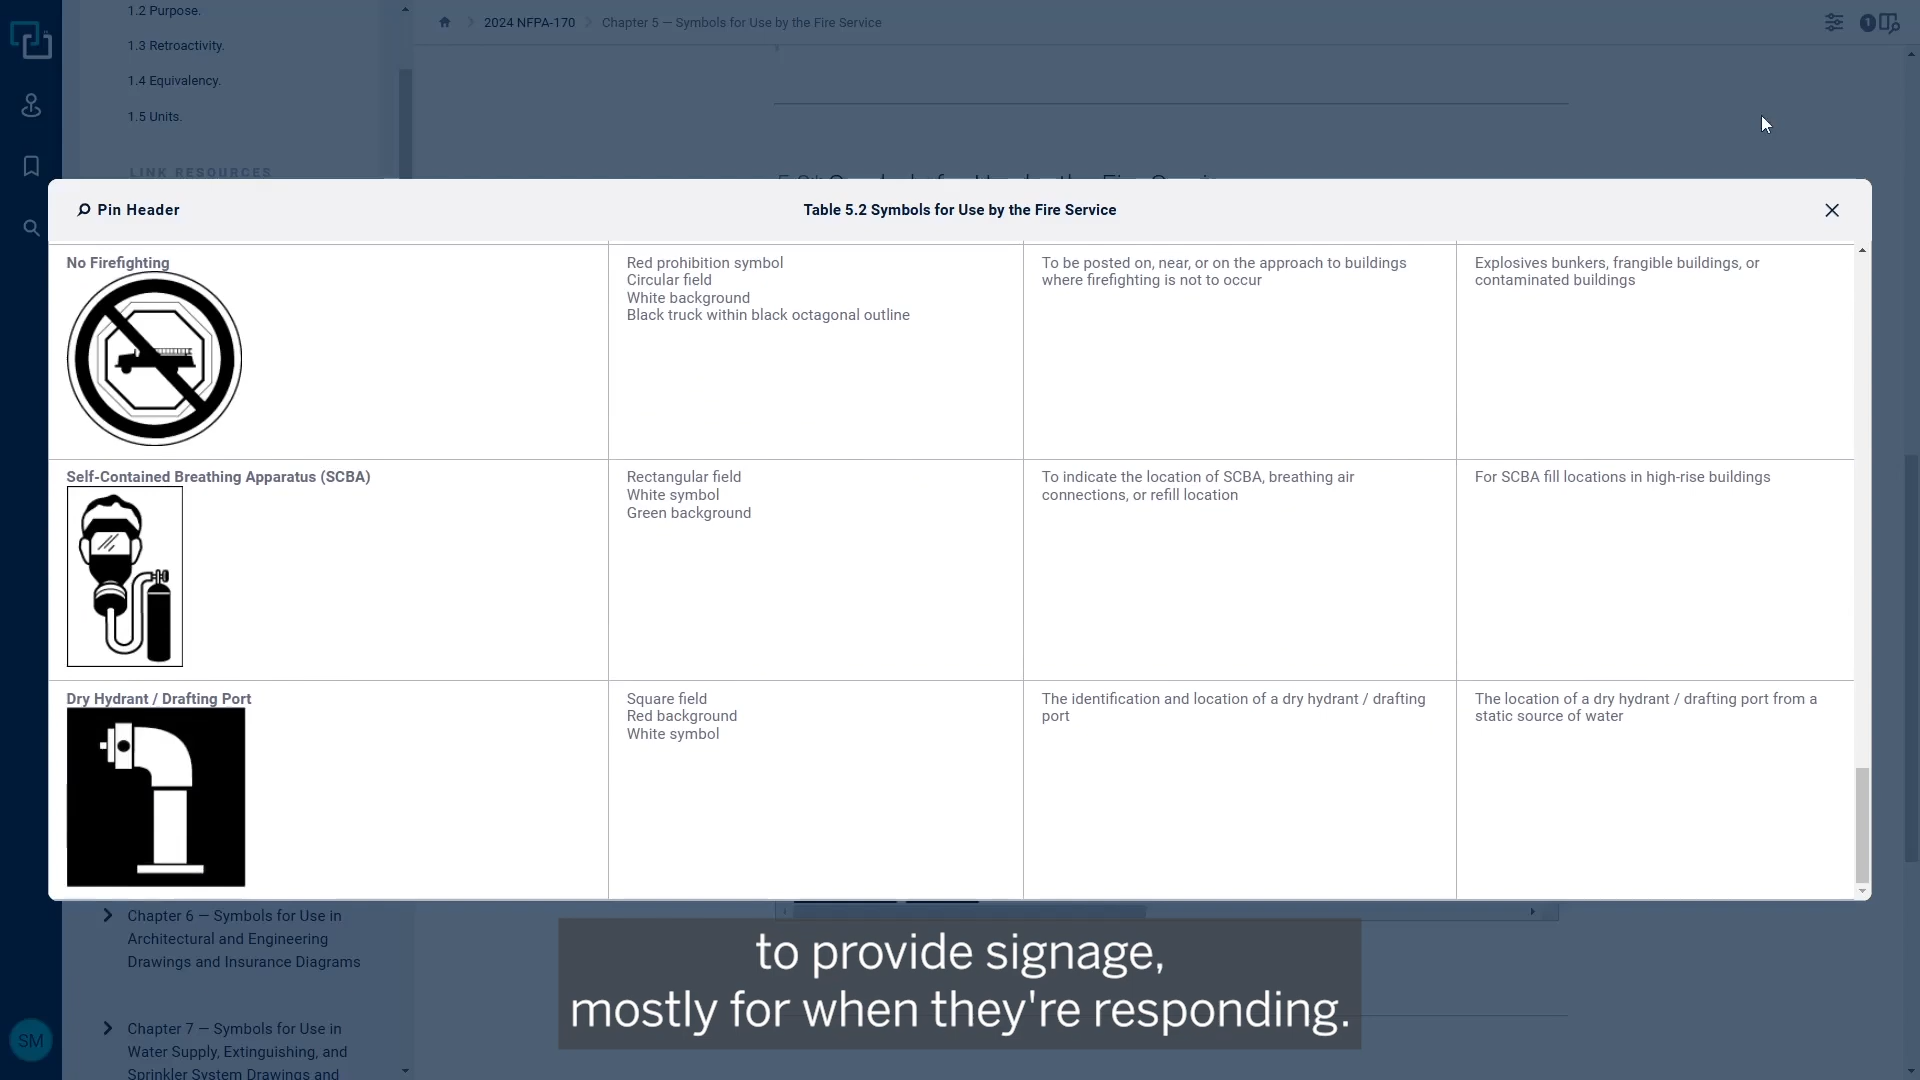 1.2 Purpose.
1.3 Retroactivity.
1.4 Equivalency.
1.5 Units.
LINK RESOURCES
2024 NFPA-170
Chapter 5 — Symbols for Use by the Fire Service
1
Pin Header
Table 5.2 Symbols for Use by the Fire Service
No Firefighting
Red prohibition symbol
Circular field
White background
Black truck within black octagonal outline
To be posted on, near, or on the approach to buildings
where firefighting is not to occur
Explosives bunkers, frangible buildings, or
contaminated buildings
Self-Contained Breathing Apparatus (SCBA)
Rectangular field
White symbol
Green background
To indicate the location of SCBA, breathing air
connections, or refill location
For SCBA fill locations in high-rise buildings
Dry Hydrant / Drafting Port
Square field
Red background
White symbol
The identification and location of a dry hydrant / drafting
port
The location of a dry hydrant / drafting port from a
static source of water
Chapter 6 — Symbols for Use in
Architectural and Engineering
Drawings and Insurance Diagrams
Chapter 7 — Symbols for Use in
Water Supply, Extinguishing, and
Sprinkler System Drawings and
SM
to provide signage,
mostly for when they're responding.